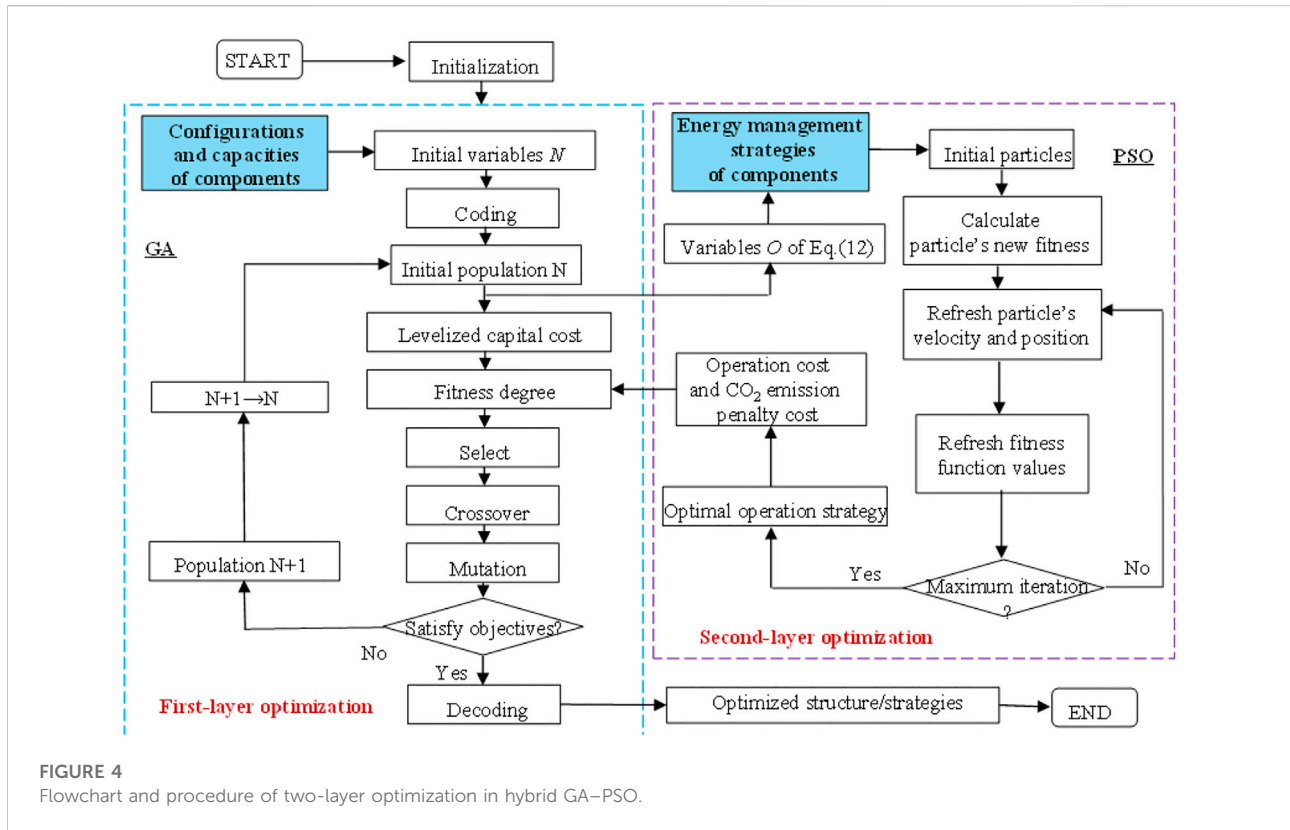 START
Initialization
Configurations
and capacities
of components
Initial variables N
Coding
GA
Initial population N
Levelized capital cost
Fitness degree
N+1→N
Select
Crossover
Population N+1
Mutation
Satisfy objectives?
No
Yes
First-layer optimization
Decoding
Energy management
strategies
of components
Initial particles
PSO
Calculate
particle's new fitness
Variables O of Eq.(12)
Refresh particle's
velocity and position
Operation cost
and CO₂ emission
penalty cost
Refresh fitness
function values
Optimal operation strategy
Yes
Maximum iteration
?
No
Second-layer optimization
Optimized structure/strategies
END
FIGURE 4
Flowchart and procedure of two-layer optimization in hybrid GA–PSO.